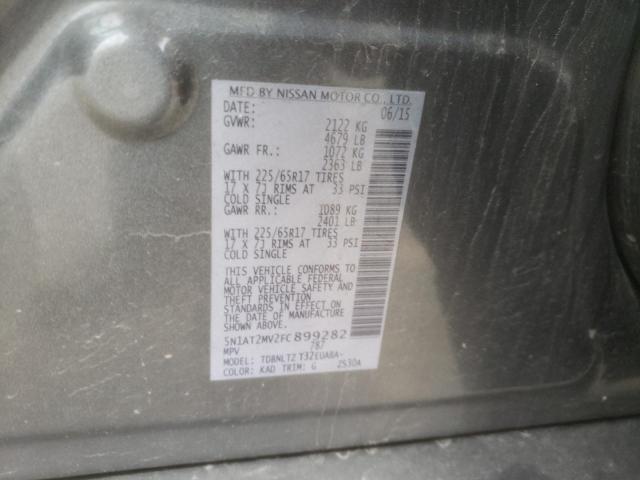 MFD BY NISSAN MOTOR CO., LTD.
DATE: 06/15
GVWR: 2122 KG
4679 LB
GAWR FR.: 1072 KG
2363 LB
WITH 225/65R17 TIRES
17 X 7J RIMS AT 33 PSI
COLD SINGLE
GAWR RR.: 1089 KG
2401 LB
WITH 225/65R17 TIRES
17 X 7J RIMS AT 33 PSI
COLD SINGLE
THIS VEHICLE CONFORMS TO
ALL APPLICABLE FEDERAL
MOTOR VEHICLE SAFETY AND
THEFT PREVENTION
STANDARDS IN EFFECT ON
THE DATE OF MANUFACTURE
SHOWN ABOVE.
5N1AT2MV2FC899282
MPV 787
MODEL: TDBNLTZ T32EUABA-
COLOR: KAD TRIM: G 2530A